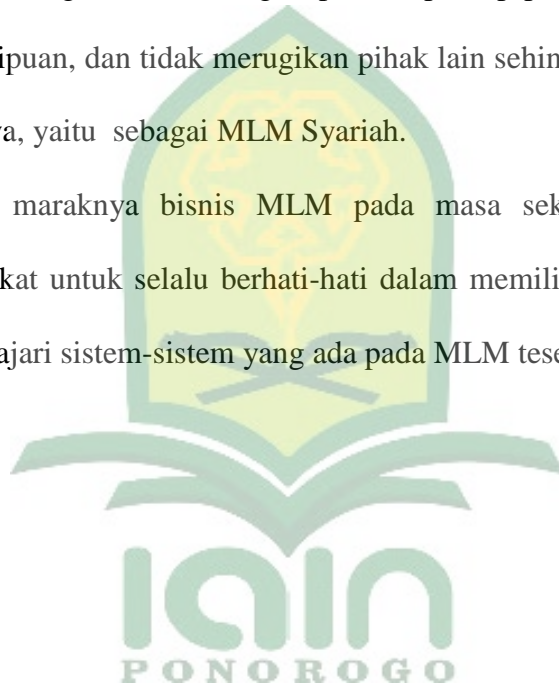 ipuan, dan tidak merugikan pihak lain sehin
a, yaitu sebagai MLM Syariah.
maraknya bisnis MLM pada masa sek
kat untuk selalu berhati-hati dalam memili
ajari sistem-sistem yang ada pada MLM tese
iain
PONOROGO